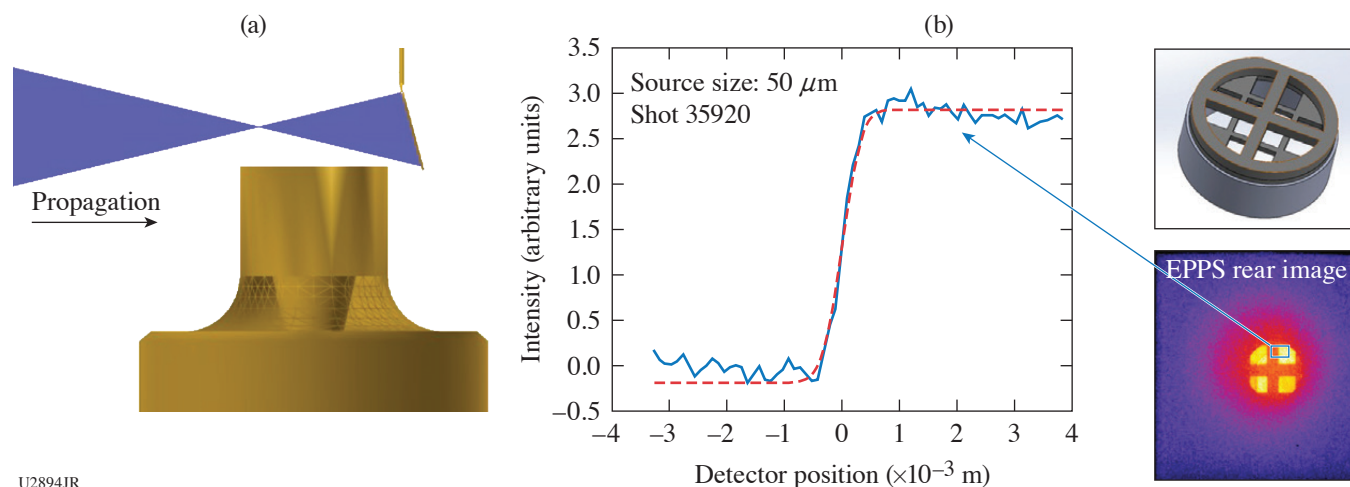 (a)
Propagation
(b)
Intensity (arbitrary units)
3.5
3.0
2.5
2.0
1.5
1.0
0.5
0.0
–0.5
Source size: 50 μm
Shot 35920
–4 –3 –2 –1 0 1 2 3 4
Detector position (×10⁻³ m)
EPPS rear image
U2894JR